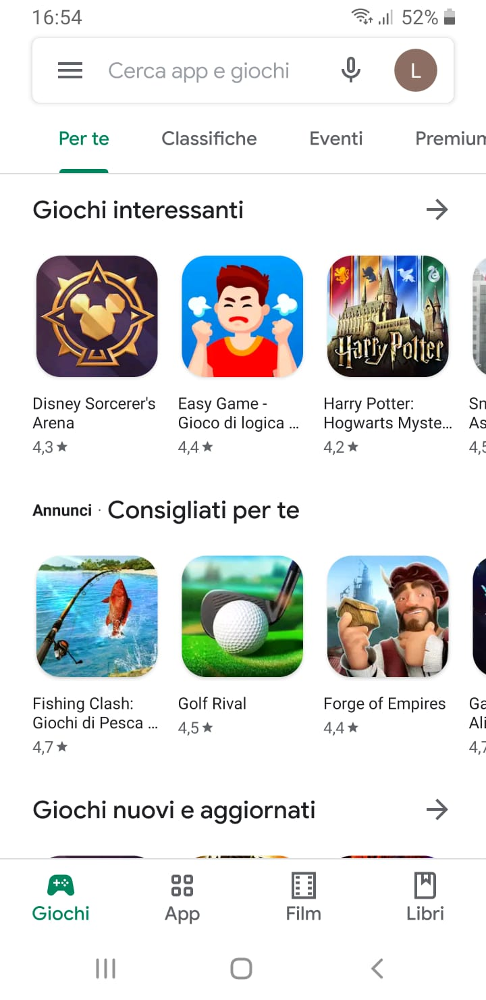 16:54
52%
Cerca app e giochi
L
Per te
Classifiche
Eventi
Premium
Giochi interessanti
Harry Potter
Disney Sorcerer's
Arena
4,3★
Easy Game -
Gioco di logica ...
4,4★
Harry Potter:
Hogwarts Myste...
4,2★
Sn
As
4,5
Annunci · Consigliati per te
Fishing Clash:
Giochi di Pesca ...
4,7★
Golf Rival
4,5★
Forge of Empires
4,4★
Ga
Ali
4,7
Giochi nuovi e aggiornati
Giochi
App
Film
Libri